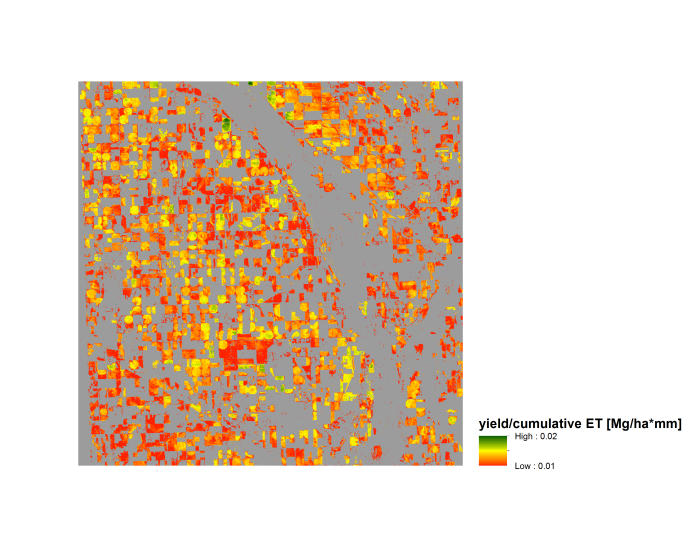 yield/cumulative ET [Mg/ha*mm]
High : 0.02
Low : 0.01